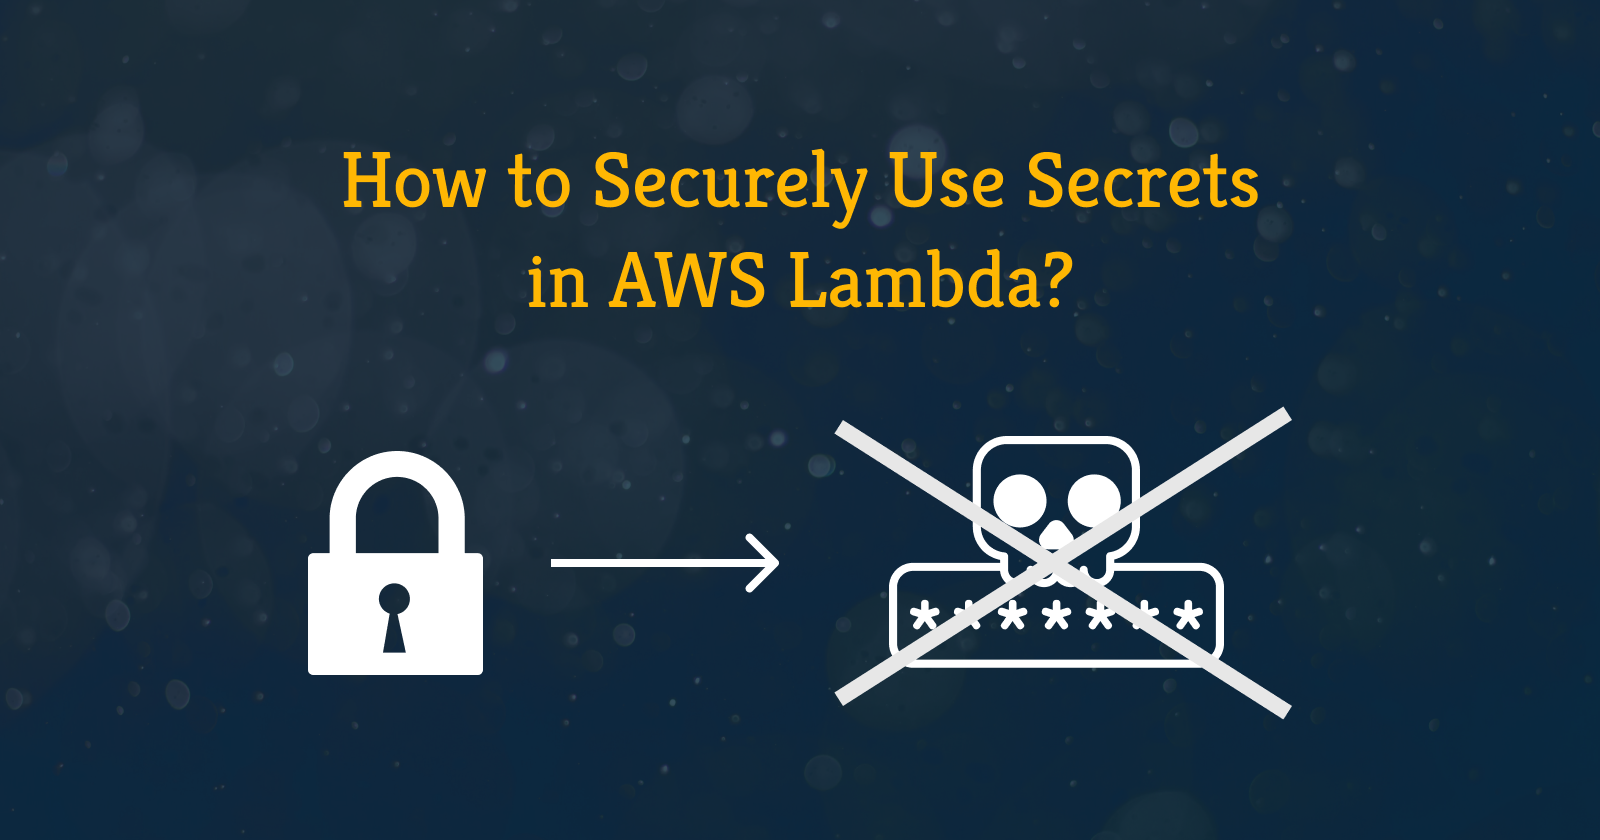 How to Securely Use Secrets
in AWS Lambda?
*******